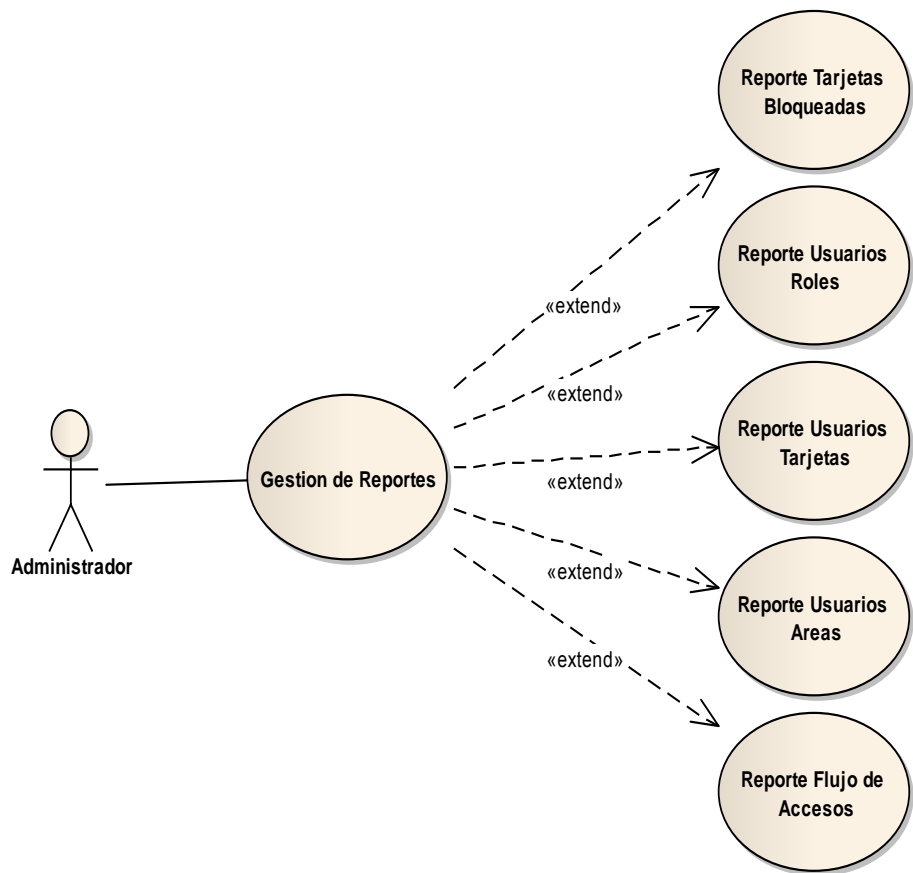 Reporte Tarjetas
Bloqueadas
Reporte Usuarios
Roles
«extend»
«extend»
Reporte Usuarios
Tarjetas
Gestion de Reportes
«extend»
Administrador
«extend»
Reporte Usuarios
Areas
«extend»
Reporte Flujo de
Accesos